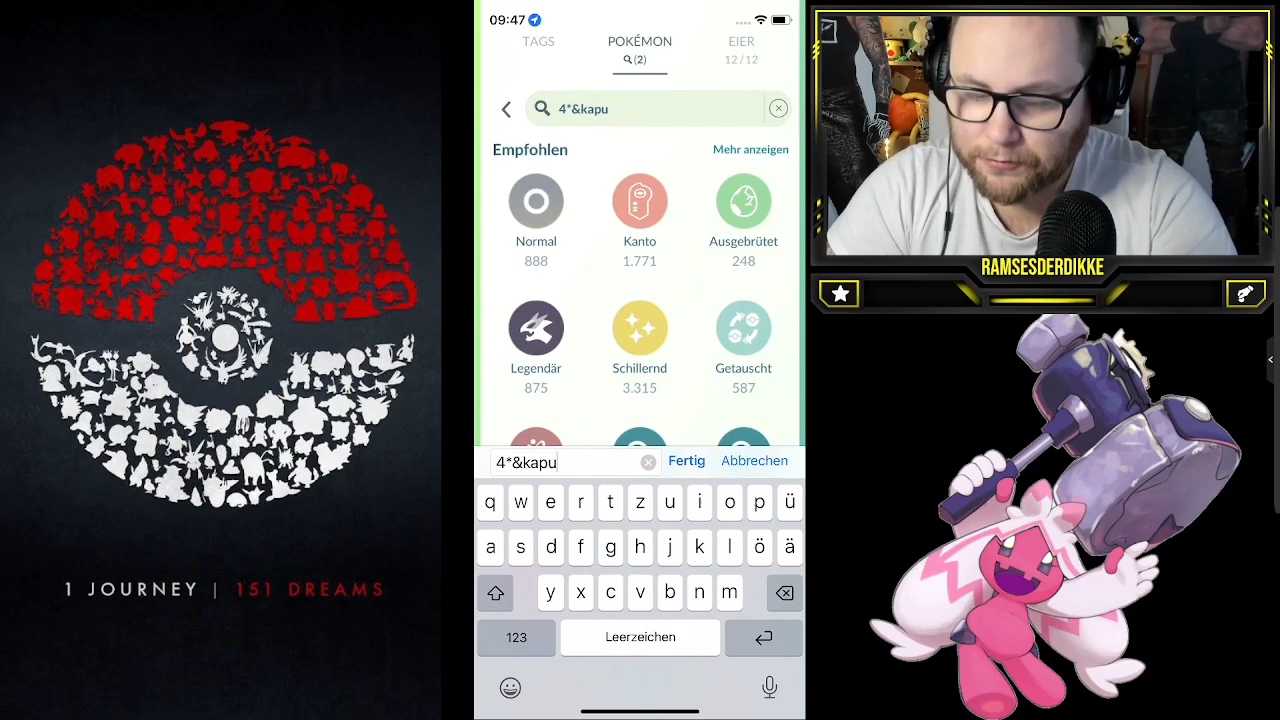 1 JOURNEY | 151 DREAMS
09:47
TAGS
POKÉMON
(2)
EIER
12 / 12
4*&kapu
Empfohlen
Mehr anzeigen
Normal
888
Kanto
1.771
Ausgebrütet
248
Legendär
875
Schillernd
3.315
Getauscht
587
4*&kapu
Fertig
Abbrechen
q w e r t z u i o p ü
a s d f g h j k l ö ä
y x c v b n m
123
Leerzeichen
RAMSESDERDIKKE